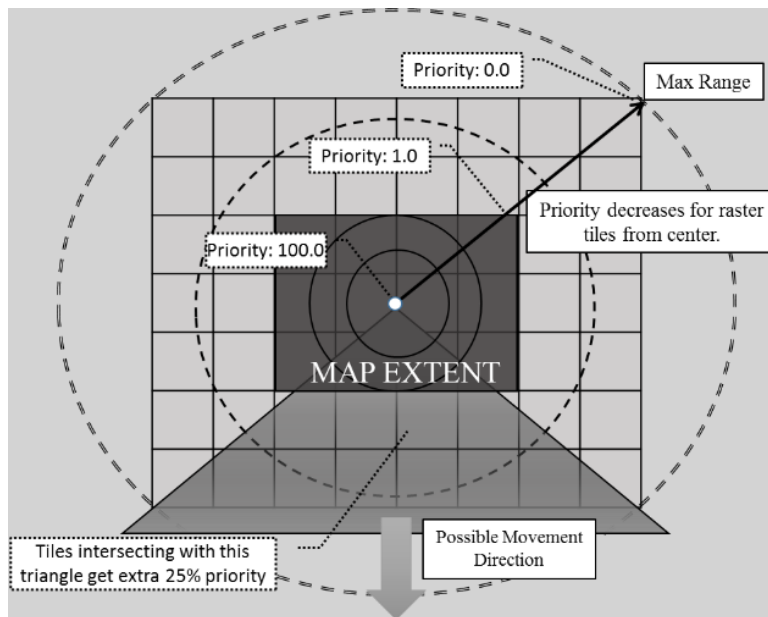 Priority: 0.0
Max Range
Priority: 1.0
Priority decreases for raster
tiles from center.
Priority: 100.0
MAP EXTENT
Possible Movement
Direction
Tiles intersecting with this
triangle get extra 25% priority